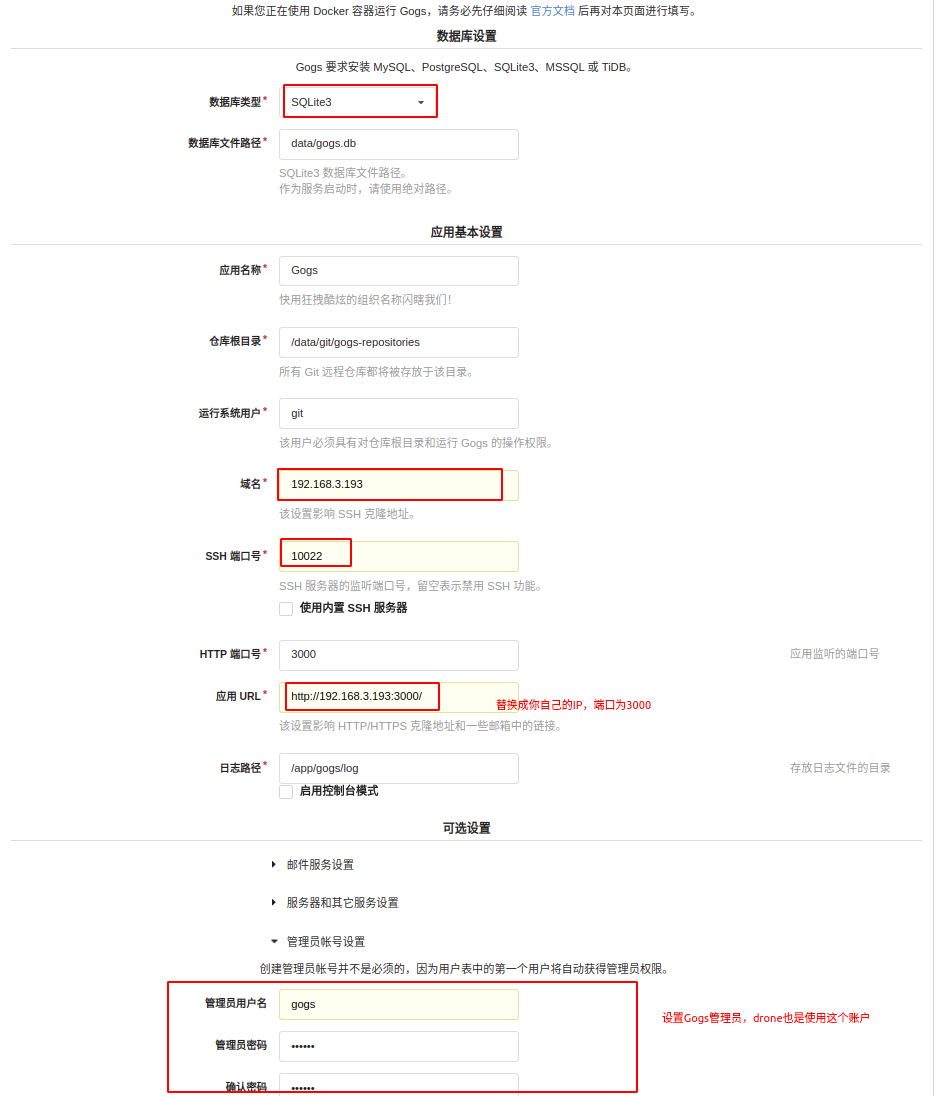 如果您正在使用 Docker 容器运行 Gogs，请务必先仔细阅读 官方文档 后再对本页面进行填写。
数据库设置
Gogs 要求安装 MySQL、PostgreSQL、SQLite3、MSSQL 或 TiDB。
数据库类型* SQLite3
数据库文件路径* data/gogs.db
SQLite3 数据库文件路径。
作为服务启动时，请使用绝对路径。
应用基本设置
应用名称* Gogs
快用狂拽酷炫的组织名称闪瞎我们！
仓库根目录* /data/git/gogs-repositories
所有 Git 远程仓库都将被存放于该目录。
运行系统用户* git
该用户必须具有对仓库根目录和运行 Gogs 的操作权限。
域名* 192.168.3.193
该设置影响 SSH 克隆地址。
SSH 端口号* 10022
SSH 服务器的监听端口号，留空表示禁用 SSH 功能。
使用内置 SSH 服务器
HTTP 端口号* 3000 应用监听的端口号
应用 URL* http://192.168.3.193:3000/ 替换成你自己的IP，端口为3000
该设置影响 HTTP/HTTPS 克隆地址和一些邮箱中的链接。
日志路径* /app/gogs/log 存放日志文件的目录
启用控制台模式
可选设置
邮件服务设置
服务器和其它服务设置
管理员帐号设置
创建管理员帐号并不是必须的，因为用户表中的第一个用户将自动获得管理员权限。
管理员用户名 gogs 设置Gogs管理员，drone也是使用这个账户
管理员密码 ••••••
确认密码 ••••••